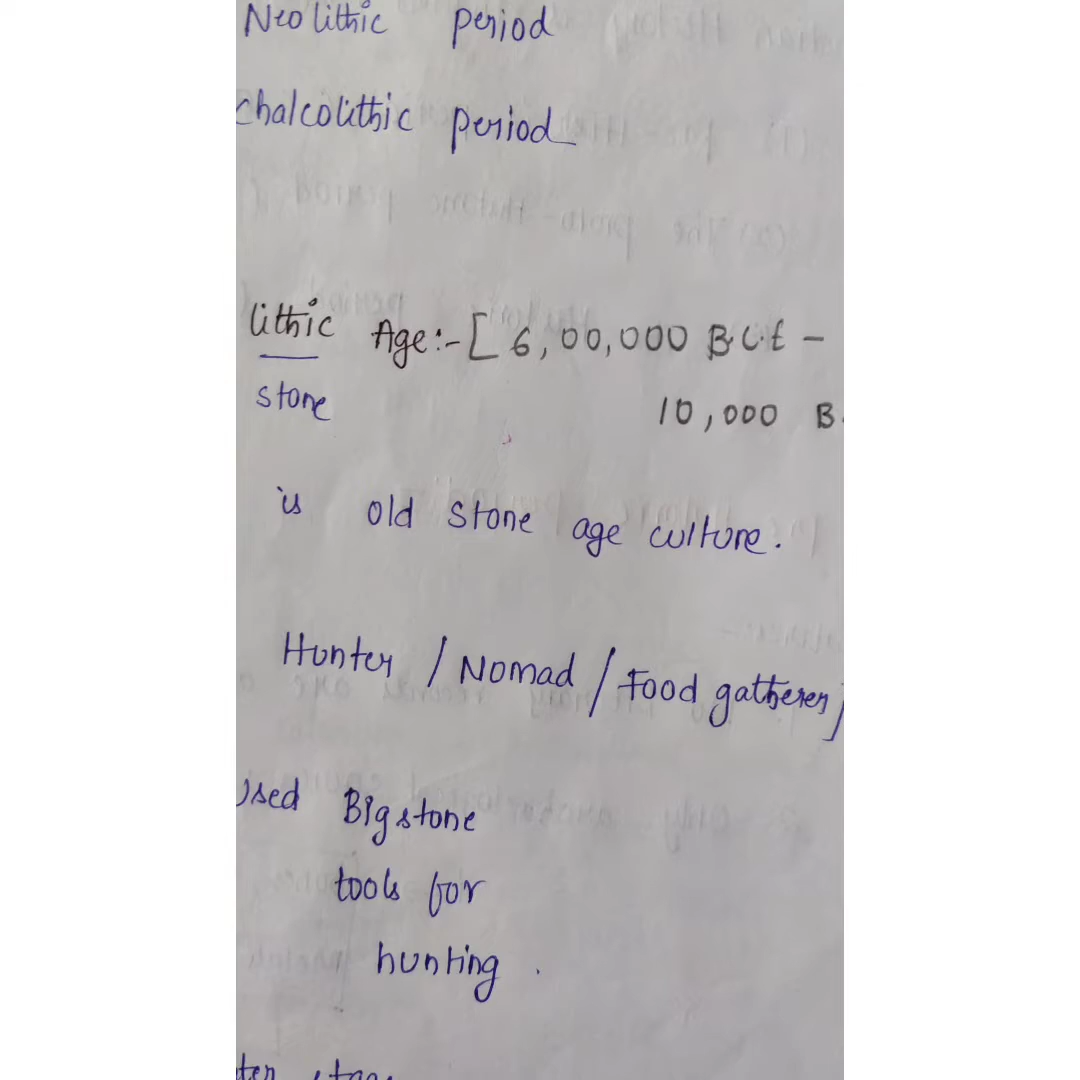 Neolithic period
chalcolithic period
lithic Age:- [ 6,00,000 B.C.E -
stone 10,000 B.
is old stone age culture.
Hunter / Nomad / Food gatherer]
used Big stone
tools for
hunting.